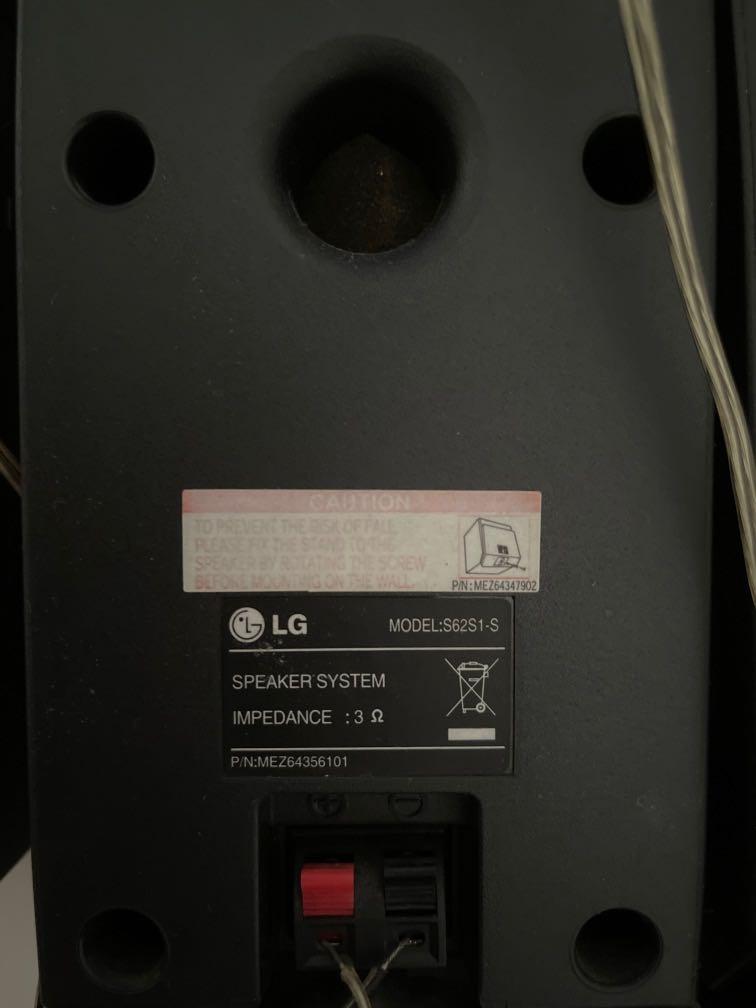 CAUTION
TO PREVENT THE RISK OF FALL,
PLEASE FIX THE STAND TO THE
SPEAKER BY ROTATING THE SCREW
BEFORE MOUNTING ON THE WALL.
P/N:MEZ64347902
LG
MODEL:S62S1-S
SPEAKER SYSTEM
IMPEDANCE : 3 Ω
P/N:MEZ64356101
+ −